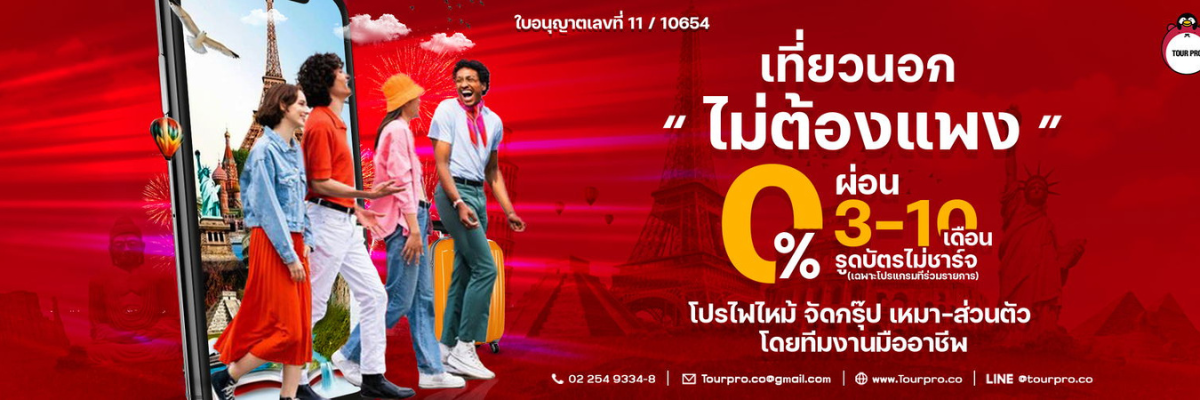 ใบอนุญาตเลขที่ 11 / 10654
TOUR PRO
เที่ยวนอก
"ไม่ต้องแพง"
0% ผ่อน
3-10 เดือน
รูดบัตรไม่ชาร์จ
(เฉพาะโปรแกรมที่ร่วมรายการ)
โปรไฟไหม้ จัดกรุ๊ป เหมา-ส่วนตัว
โดยทีมงานมืออาชีพ
02 254 9334-8 | Tourpro.co@gmail.com | www.Tourpro.co | LINE @tourpro.co